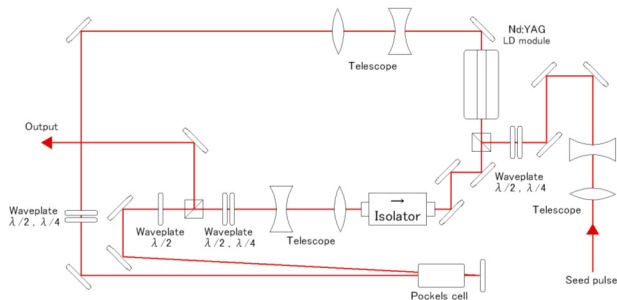 Nd:YAG
LD module
Telescope
Output
Waveplate
λ/2, λ/4
Telescope
Waveplate
λ/2, λ/4
Waveplate
λ/2
Waveplate
λ/2, λ/4
Telescope
→
Isolator
Pockels cell
Seed pulse